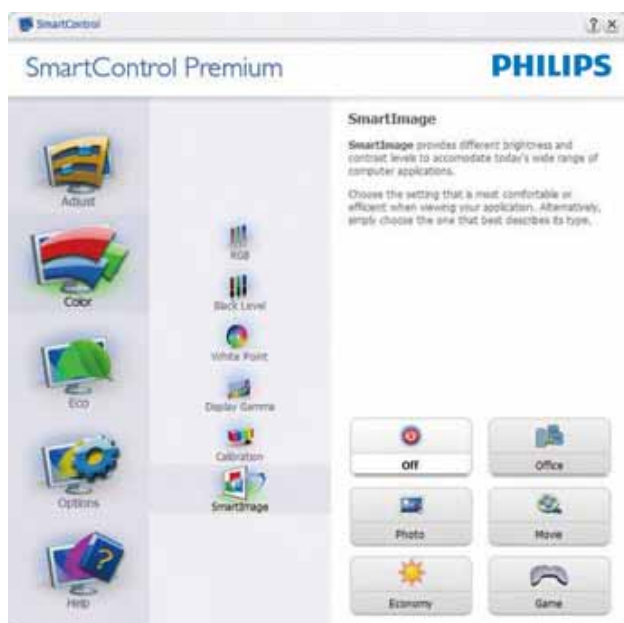 SmartControl
? ×
SmartControl Premium
PHILIPS
Adjust
Color
Eco
Options
Help
RGB
Black Level
White Point
Display Gamma
Calibration
SmartImage
SmartImage
SmartImage provides different brightness and
contrast levels to accomodate today's wide range of
computer applications.
Choose the setting that is most comfortable or
efficient when viewing your application. Alternatively,
simply choose the one that best describes its type.
Off
Office
Photo
Movie
Economy
Game